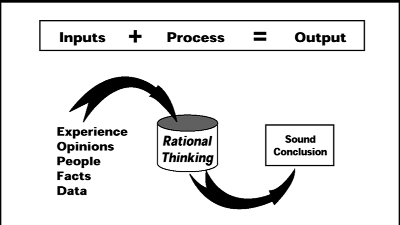 Inputs + Process = Output
Experience
Opinions
People
Facts
Data
Rational
Thinking
Sound
Conclusion